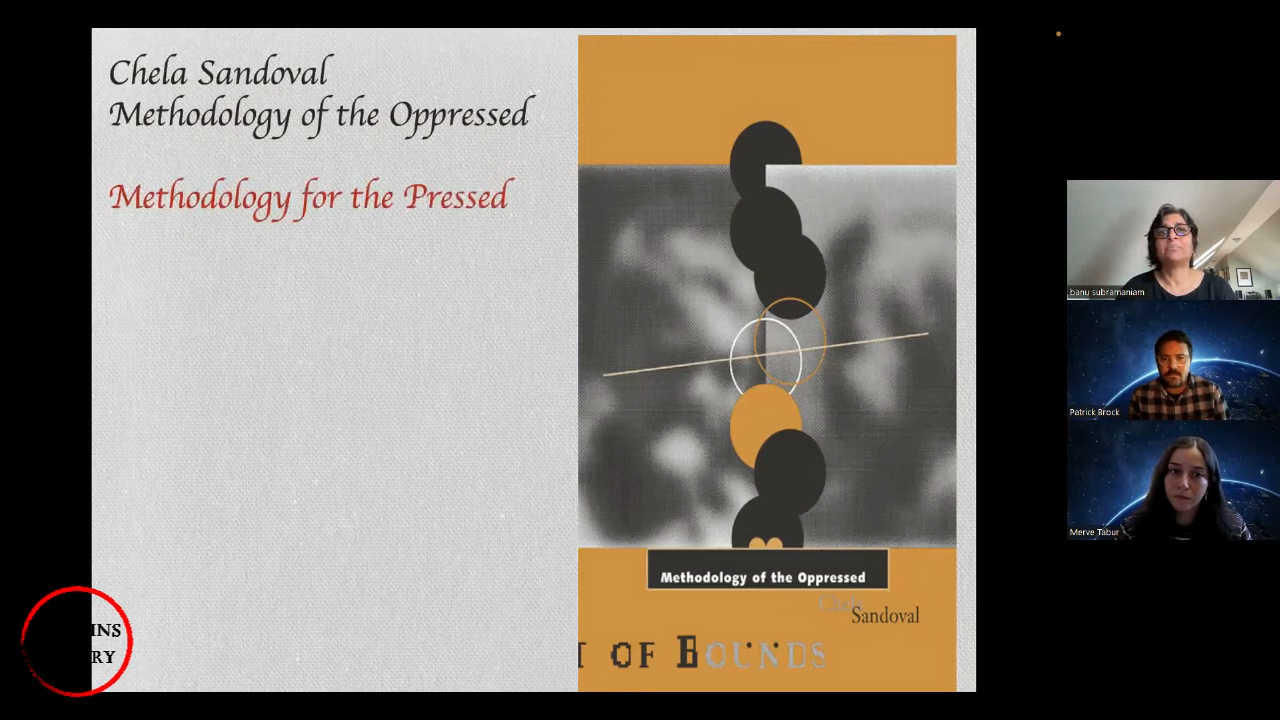 Chela Sandoval
Methodology of the Oppressed
Methodology for the Pressed
Methodology of the Oppressed
Chela
Sandoval
OF BOUNDS
INS
RY
banu subramaniam
Patrick Brock
Merve Tabur